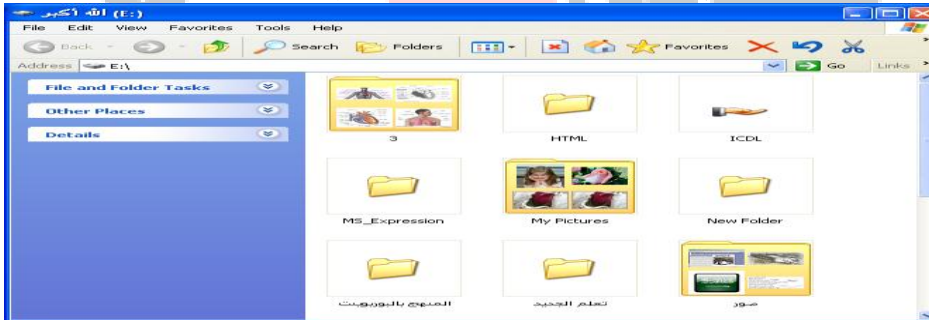 الله أكبر (E:)
File Edit View Favorites Tools Help
Back Search Folders Favorites
Address E:\ Go Links
File and Folder Tasks
Other Places
Details
3 HTML ICDL
MS_Expression My Pictures New Folder
المنهج بالبوربوينت تعلم الجديد صور